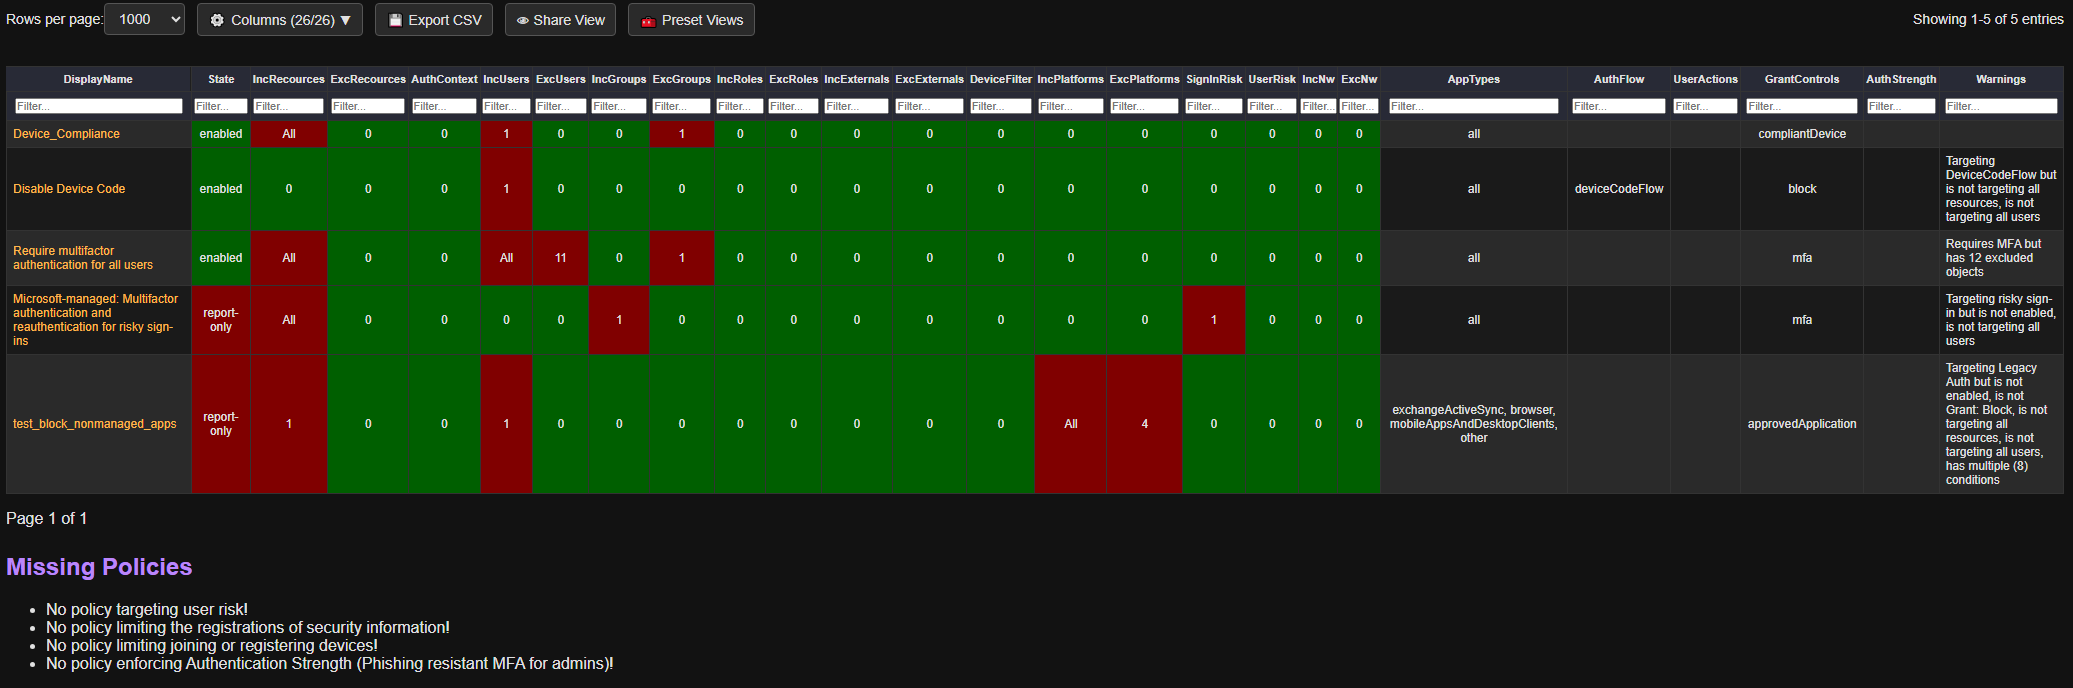 Rows per page: 1000 Columns (26/26) ▼ Export CSV Share View Preset Views Showing 1-5 of 5 entries
DisplayName State IncRecources ExcRecources AuthContext IncUsers ExcUsers IncGroups ExcGroups IncRoles ExcRoles IncExternals ExcExternals DeviceFilter IncPlatforms ExcPlatforms SignInRisk UserRisk IncNw ExcNw AppTypes AuthFlow UserActions GrantControls AuthStrength Warnings
Filter... Filter... Filter... Filter... Filter... Filter... Filter... Filter... Filter... Filter... Filter... Filter... Filter... Filter... Filter... Filter... Filter... Filter... Filter... Filter... Filter... Filter... Filter... Filter... Filter... Filter...
Device_Compliance enabled All 0 0 1 0 0 1 0 0 0 0 0 0 0 0 0 0 0 all compliantDevice
Disable Device Code enabled 0 0 0 1 0 0 0 0 0 0 0 0 0 0 0 0 0 0 all deviceCodeFlow block
Targeting
DeviceCodeFlow but
is not targeting all
resources, is not
targeting all users
Require multifactor
authentication for all users
enabled All 0 0 All 11 0 1 0 0 0 0 0 0 0 0 0 0 0 all mfa
Requires MFA but
has 12 excluded
objects
Microsoft-managed: Multifactor
authentication and
reauthentication for risky sign-
ins
report-
only
All 0 0 0 0 1 0 0 0 0 0 0 0 0 1 0 0 0 all mfa
Targeting risky sign-
in but is not enabled,
is not targeting all
users
test_block_nonmanaged_apps
report-
only
1 0 0 1 0 0 0 0 0 0 0 0 All 4 0 0 0 0
exchangeActiveSync, browser,
mobileAppsAndDesktopClients,
other
approvedApplication
Targeting Legacy
Auth but is not
enabled, is not
Grant: Block, is not
targeting all
resources, is not
targeting all users,
has multiple (8)
conditions
Page 1 of 1
Missing Policies
• No policy targeting user risk!
• No policy limiting the registrations of security information!
• No policy limiting joining or registering devices!
• No policy enforcing Authentication Strength (Phishing resistant MFA for admins)!